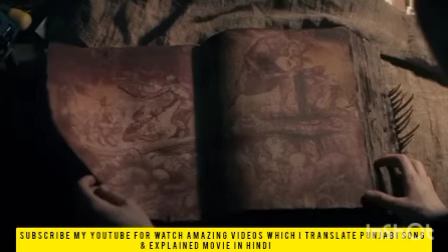 SUBSCRIBE MY YOUTUBE FOR WATCH AMAZING VIDEOS WHICH I TRANSLATE PUNJABI SONG
& EXPLAINED MOVIE IN HINDI